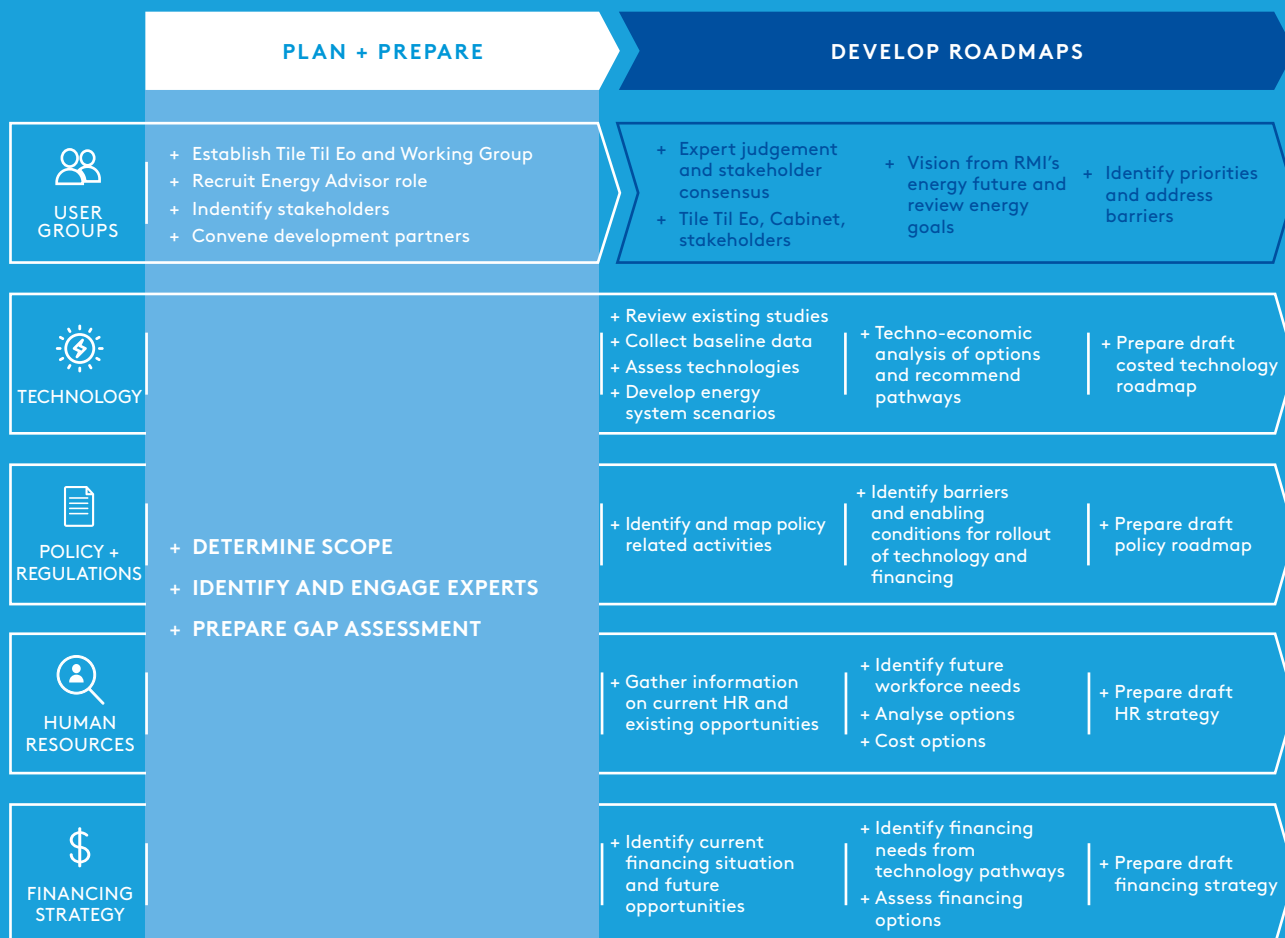 PLAN + PREPARE
DEVELOP ROADMAPS
USER
GROUPS
+ Establish Tile Til Eo and Working Group
+ Recruit Energy Advisor role
+ Indentify stakeholders
+ Convene development partners
+ Expert judgement
and stakeholder
consensus
+ Tile Til Eo, Cabinet,
stakeholders
+ Vision from RMI’s
energy future and
review energy
goals
+ Identify priorities
and address
barriers
TECHNOLOGY
+ Review existing studies
+ Collect baseline data
+ Assess technologies
+ Develop energy
system scenarios
+ Techno-economic
analysis of options
and recommend
pathways
+ Prepare draft
costed technology
roadmap
POLICY +
REGULATIONS
+ DETERMINE SCOPE
+ IDENTIFY AND ENGAGE EXPERTS
+ PREPARE GAP ASSESSMENT
+ Identify and map policy
related activities
+ Identify barriers
and enabling
conditions for rollout
of technology and
financing
+ Prepare draft
policy roadmap
HUMAN
RESOURCES
+ Gather information
on current HR and
existing opportunities
+ Identify future
workforce needs
+ Analyse options
+ Cost options
+ Prepare draft
HR strategy
$
FINANCING
STRATEGY
+ Identify current
financing situation
and future
opportunities
+ Identify financing
needs from
technology pathways
+ Assess financing
options
+ Prepare draft
financing strategy